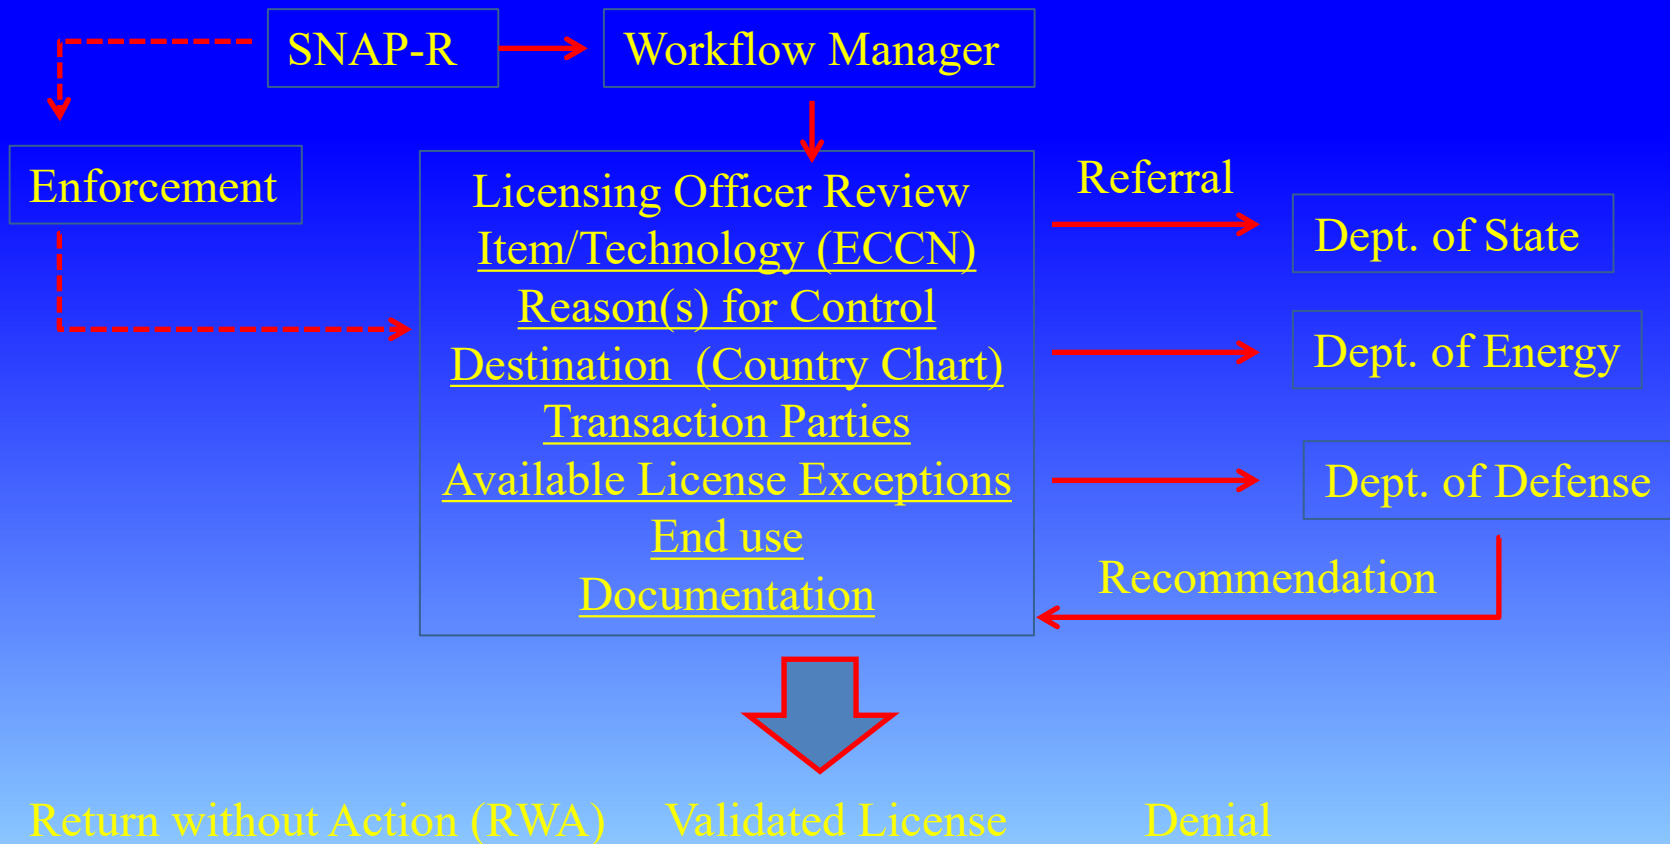 SNAP-R
Workflow Manager
Enforcement
Licensing Officer Review
Item/Technology (ECCN)
Reason(s) for Control
Destination  (Country Chart)
Transaction Parties
Available License Exceptions
End use
Documentation
Referral
Dept. of State
Dept. of Energy
Dept. of Defense
Recommendation
Return without Action (RWA)
Validated License
Denial